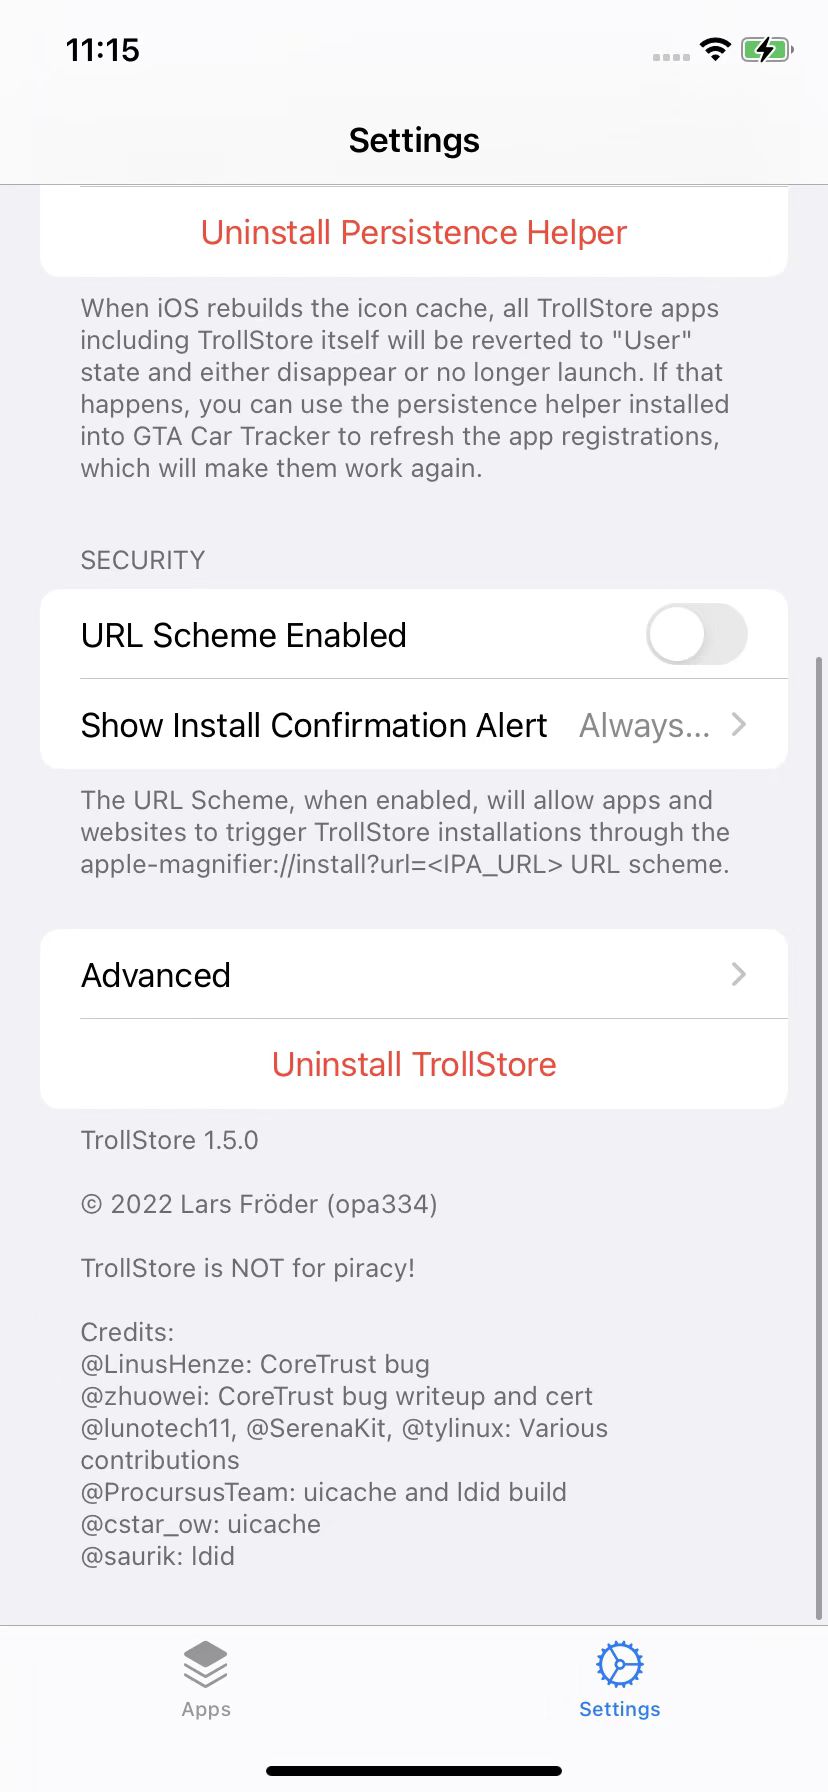 11:15
Settings
Uninstall Persistence Helper
When iOS rebuilds the icon cache, all TrollStore apps
including TrollStore itself will be reverted to "User"
state and either disappear or no longer launch. If that
happens, you can use the persistence helper installed
into GTA Car Tracker to refresh the app registrations,
which will make them work again.
SECURITY
URL Scheme Enabled
Show Install Confirmation Alert Always...
The URL Scheme, when enabled, will allow apps and
websites to trigger TrollStore installations through the
apple-magnifier://install?url=<IPA_URL> URL scheme.
Advanced
Uninstall TrollStore
TrollStore 1.5.0
© 2022 Lars Fröder (opa334)
TrollStore is NOT for piracy!
Credits:
@LinusHenze: CoreTrust bug
@zhuowei: CoreTrust bug writeup and cert
@lunotech11, @SerenaKit, @tylinux: Various
contributions
@ProcursusTeam: uicache and ldid build
@cstar_ow: uicache
@saurik: ldid
Apps
Settings